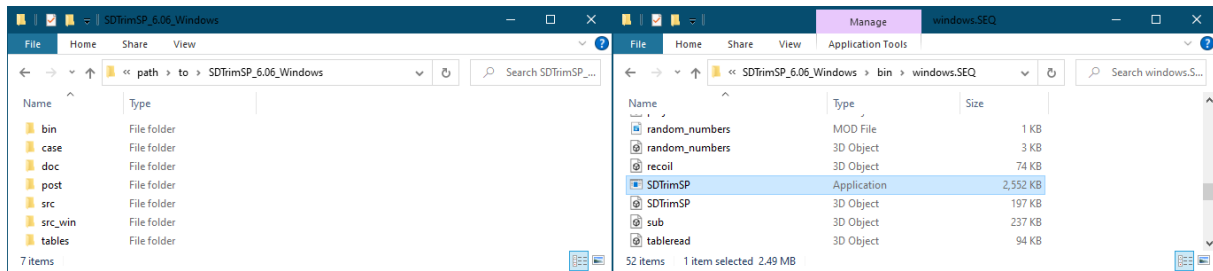 SDTrimSP_6.06_Windows
File Home Share View
« path › to › SDTrimSP_6.06_Windows
Search SDTrimSP_...
Name Type
bin File folder
case File folder
doc File folder
post File folder
src File folder
src_win File folder
tables File folder
7 items
Manage windows.SEQ
File Home Share View Application Tools
« SDTrimSP_6.06_Windows › bin › windows.SEQ
Search windows.S...
Name Type Size
random_numbers MOD File 1 KB
random_numbers 3D Object 3 KB
recoil 3D Object 74 KB
SDTrimSP Application 2,552 KB
SDTrimSP 3D Object 197 KB
sub 3D Object 237 KB
tableread 3D Object 94 KB
52 items 1 item selected 2.49 MB